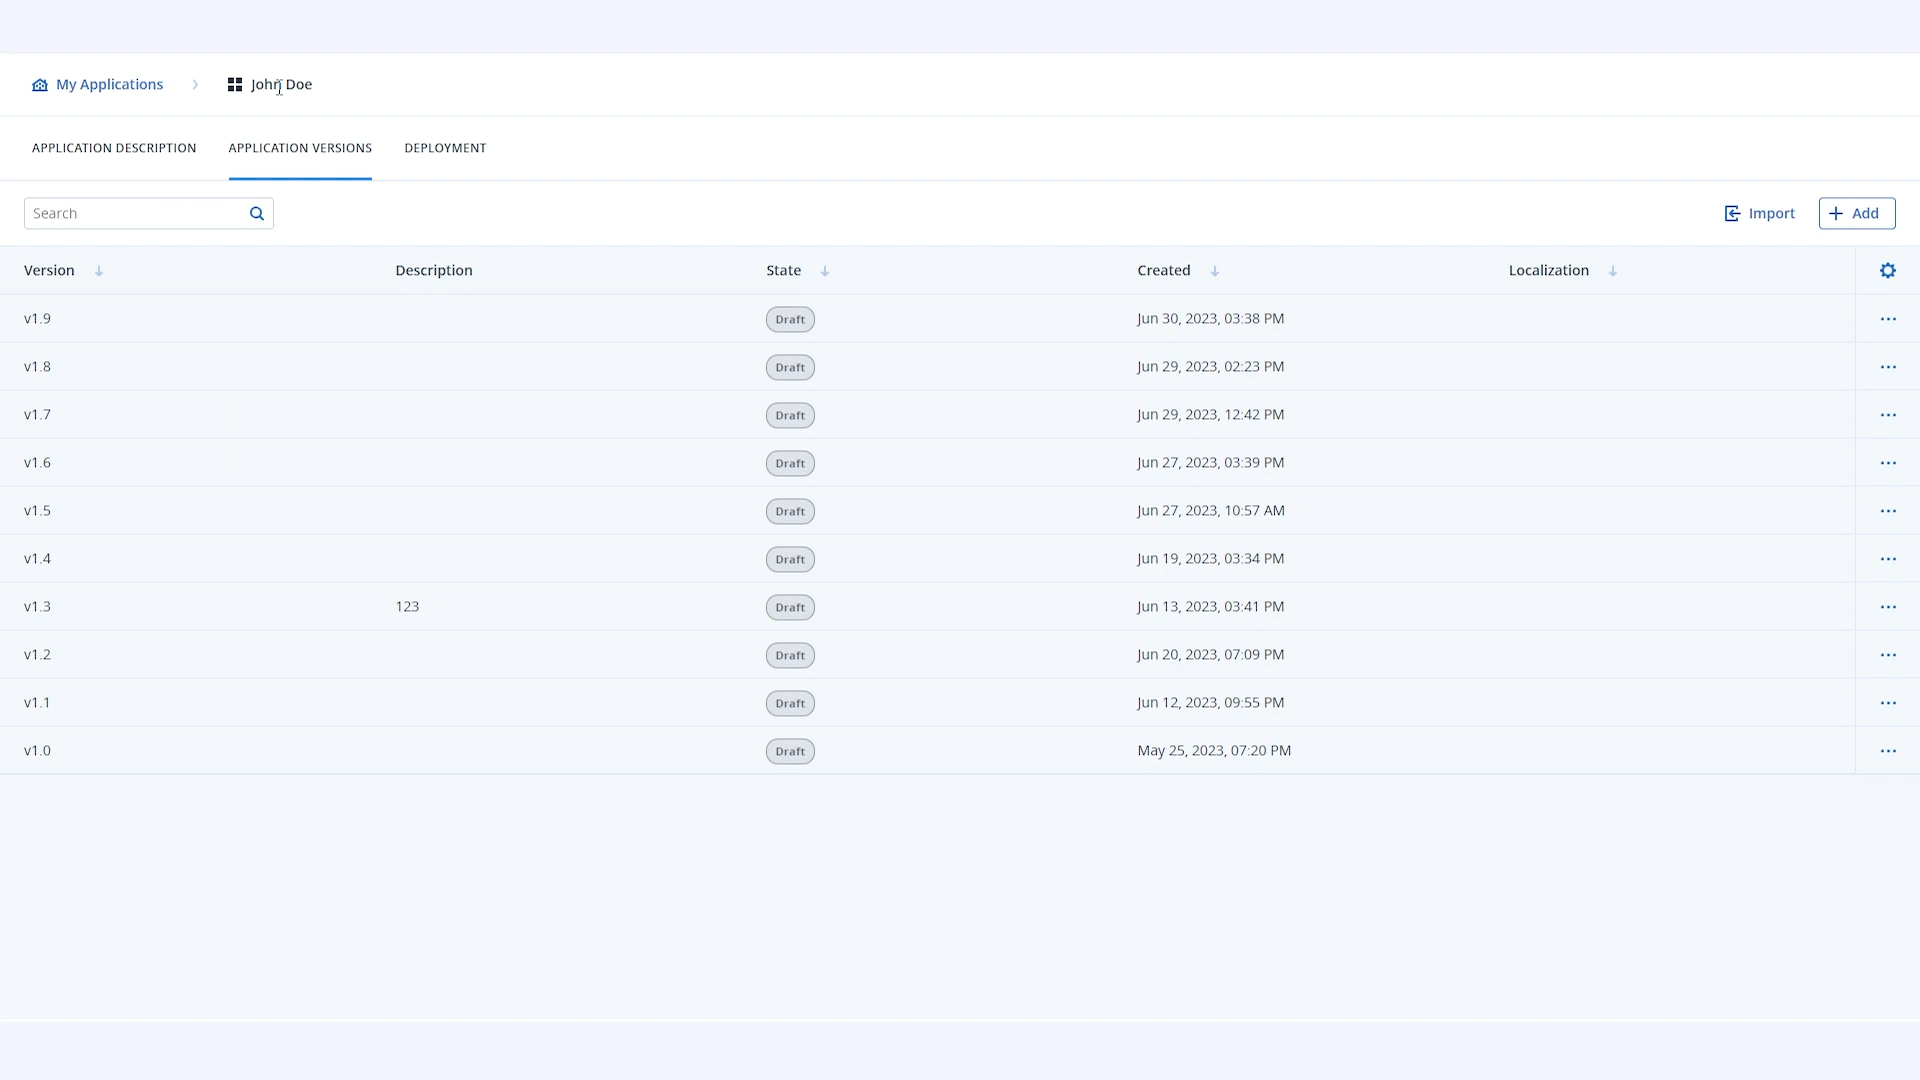 My Applications John Doe
APPLICATION DESCRIPTION APPLICATION VERSIONS DEPLOYMENT
Search Import Add
Version Description State Created Localization
v1.9 Draft Jun 30, 2023, 03:38 PM
v1.8 Draft Jun 29, 2023, 02:23 PM
v1.7 Draft Jun 29, 2023, 12:42 PM
v1.6 Draft Jun 27, 2023, 03:39 PM
v1.5 Draft Jun 27, 2023, 10:57 AM
v1.4 Draft Jun 19, 2023, 03:34 PM
v1.3 123 Draft Jun 13, 2023, 03:41 PM
v1.2 Draft Jun 20, 2023, 07:09 PM
v1.1 Draft Jun 12, 2023, 09:55 PM
v1.0 Draft May 25, 2023, 07:20 PM